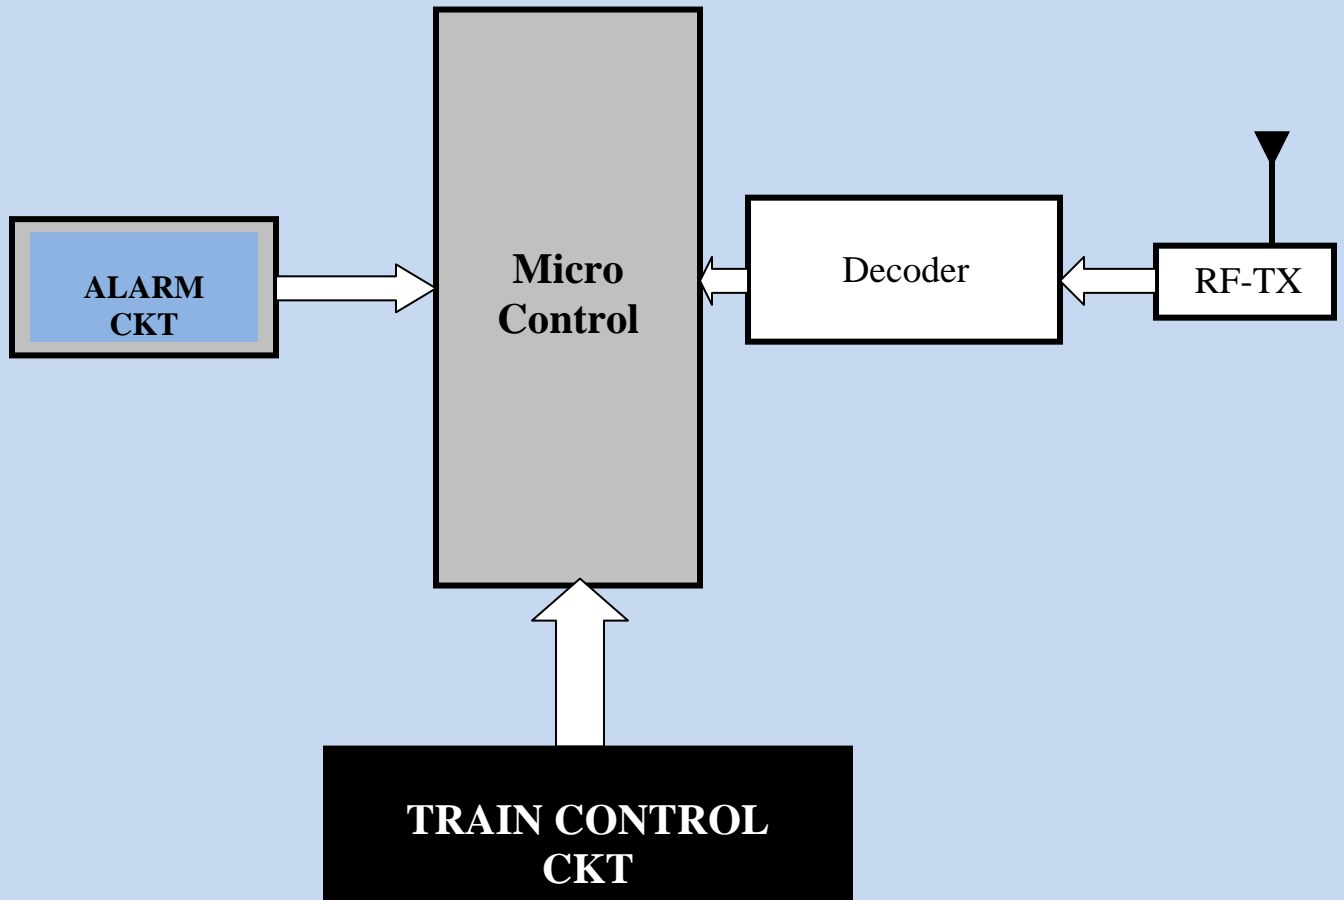 ALARM
CKT
Micro
Control
Decoder
RF-TX
TRAIN CONTROL
CKT